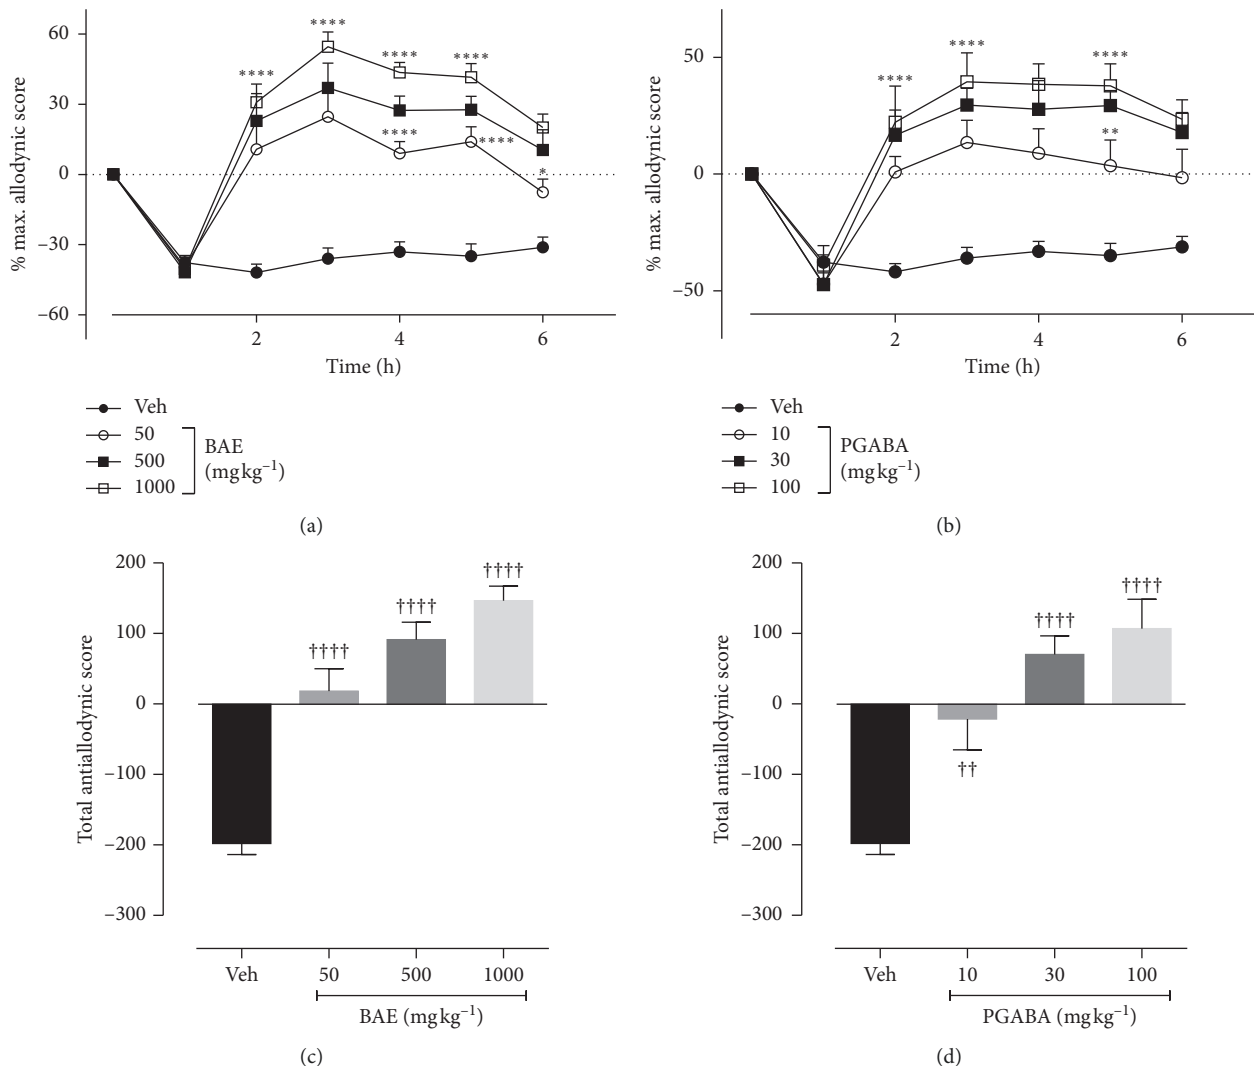 % max. allodynic score
60
30
0
−30
−60
****
****
****
****
****
****
*
2
4
6
Time (h)
Veh
50
500
1000
BAE
(mg kg−1)
(a)
% max. allodynic score
50
0
−50
****
****
****
**
2
4
6
Time (h)
Veh
10
30
100
PGABA
(mg kg−1)
(b)
Total antiallodynic score
200
100
0
−100
−200
−300
††††
††††
††††
Veh
50
500
1000
BAE (mg kg−1)
(c)
Total antiallodynic score
200
100
0
−100
−200
−300
††
††††
††††
Veh
10
30
100
PGABA (mg kg−1)
(d)